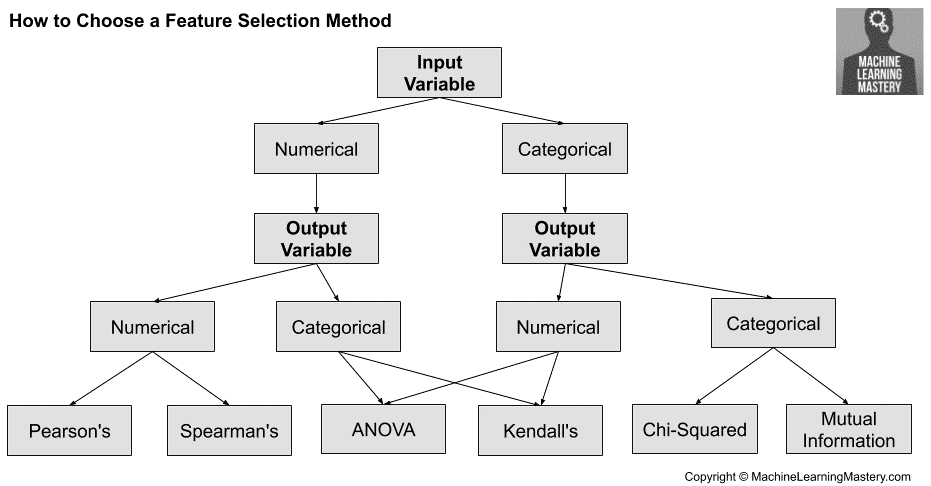 How to Choose a Feature Selection Method
MACHINE
LEARNING
MASTERY
Input
Variable
Numerical
Categorical
Output
Variable
Output
Variable
Numerical
Categorical
Numerical
Categorical
Pearson's
Spearman's
ANOVA
Kendall's
Chi-Squared
Mutual
Information
Copyright © MachineLearningMastery.com